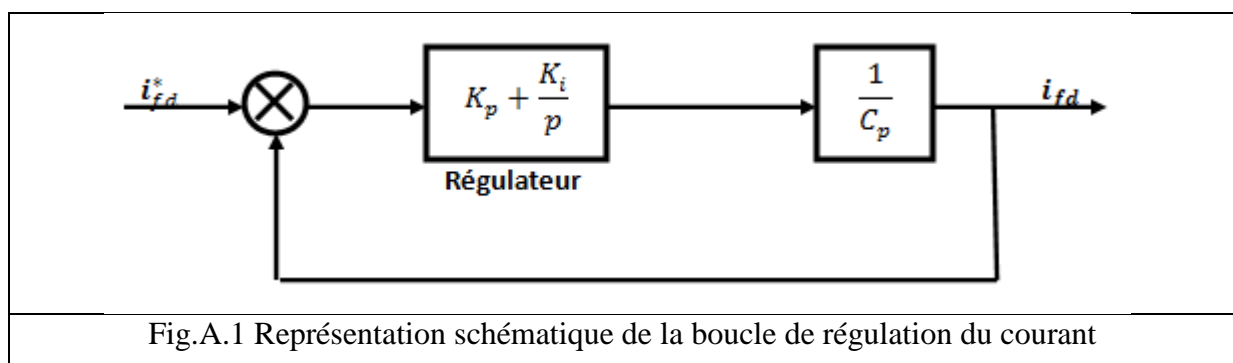 i*fd
Kp + Ki/p
1/Cp
ifd
Régulateur
Fig.A.1 Représentation schématique de la boucle de régulation du courant